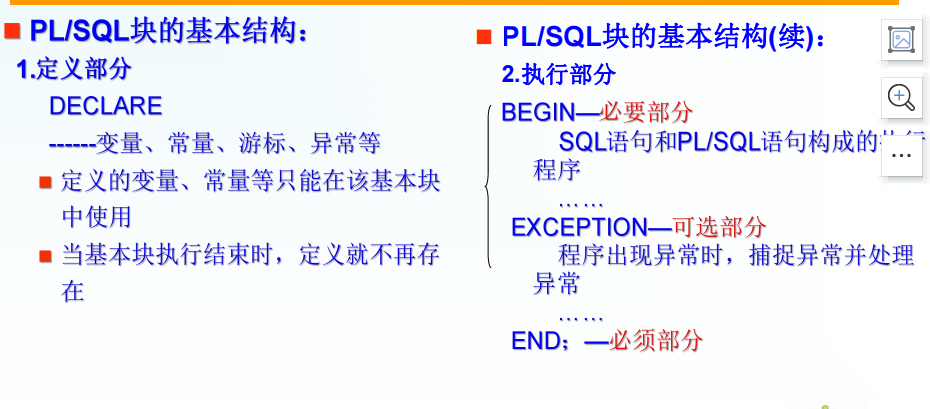 PL/SQL块的基本结构：
1.定义部分
DECLARE
------变量、常量、游标、异常等
定义的变量、常量等只能在该基本块
中使用
当基本块执行结束时，定义就不再存
在
PL/SQL块的基本结构(续)：
2.执行部分
BEGIN—必要部分
SQL语句和PL/SQL语句构成的执行
程序
……
EXCEPTION—可选部分
程序出现异常时，捕捉异常并处理
异常
……
END；—必须部分